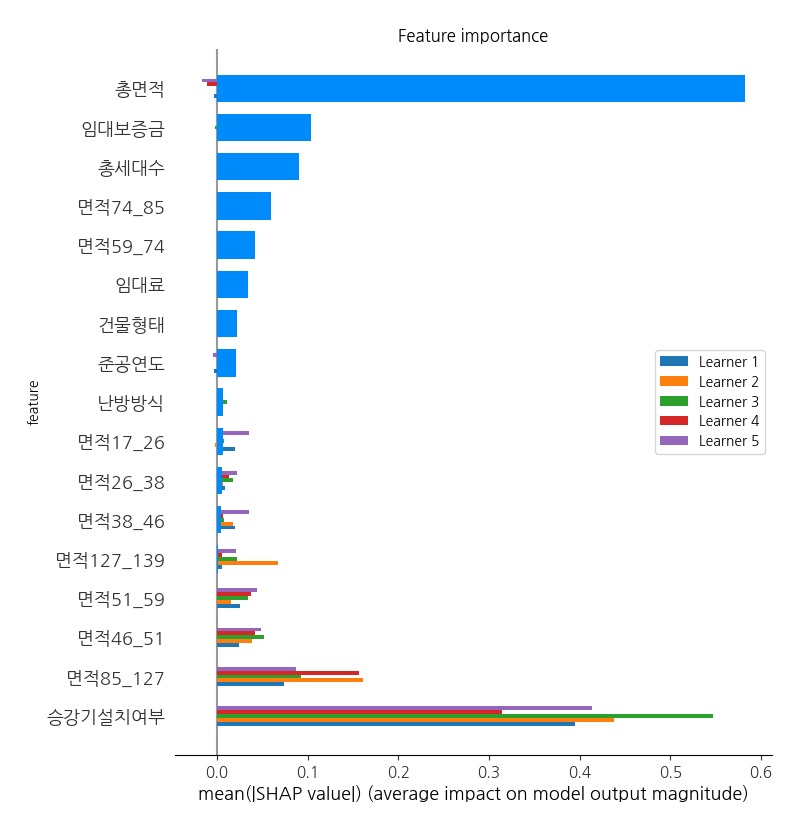 Feature importance
총면적
임대보증금
총세대수
면적74_85
면적59_74
임대료
건물형태
준공연도
난방방식
면적17_26
면적26_38
면적38_46
면적127_139
면적51_59
면적46_51
면적85_127
승강기설치여부
feature
Learner 1
Learner 2
Learner 3
Learner 4
Learner 5
0.0 0.1 0.2 0.3 0.4 0.5 0.6
mean(|SHAP value|) (average impact on model output magnitude)